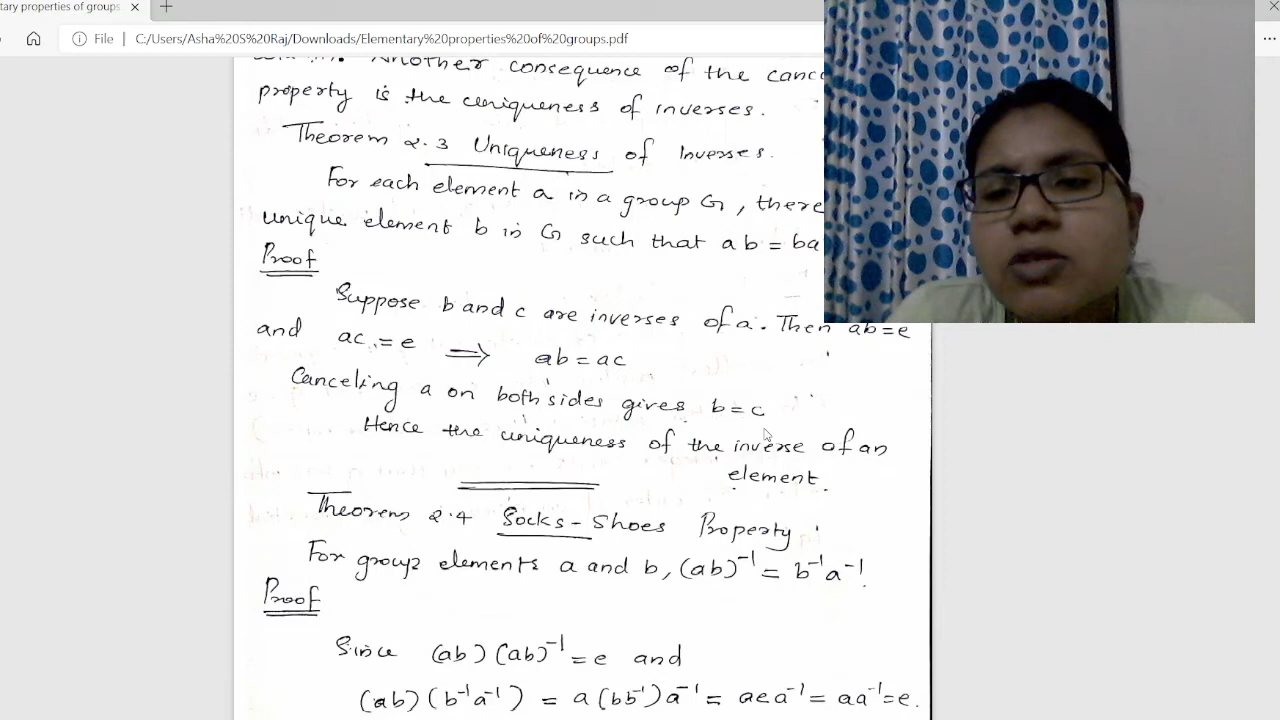 tary properties of groups
File | C:/Users/Asha%20S%20Raj/Downloads/Elementary%20properties%20of%20groups.pdf
Another consequence of the cance
property is the uniqueness of inverses.
Theorem 2.3 Uniqueness of Inverses.
For each element a in a group G, there
unique element b in G such that ab = ba
Proof
Suppose b and c are inverses of a. Then ab=e
and ac = e ⟹ ab = ac
Canceling a on both sides gives b = c
Hence the uniqueness of the inverse of an
element.
Theorem 2.4 Socks-Shoes Property
For group elements a and b, (ab)⁻¹ = b⁻¹a⁻¹.
Proof
Since (ab)(ab)⁻¹ = e and
(ab)(b⁻¹a⁻¹) = a(bb⁻¹)a⁻¹ = aea⁻¹ = aa⁻¹=e.